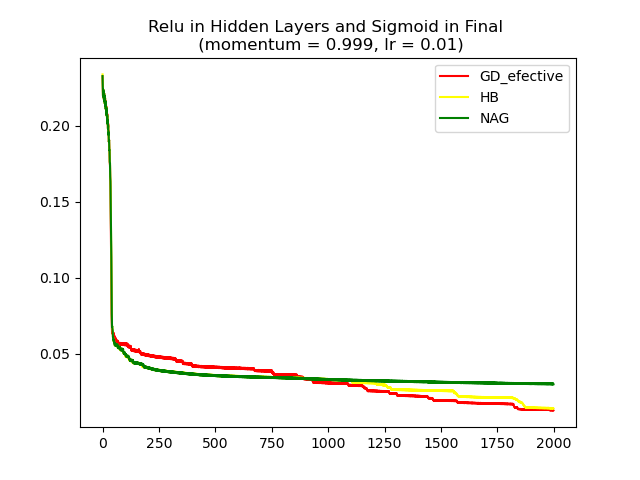 Relu in Hidden Layers and Sigmoid in Final
(momentum = 0.999, lr = 0.01)
GD_efective
HB
NAG
0.20
0.15
0.10
0.05
0 250 500 750 1000 1250 1500 1750 2000